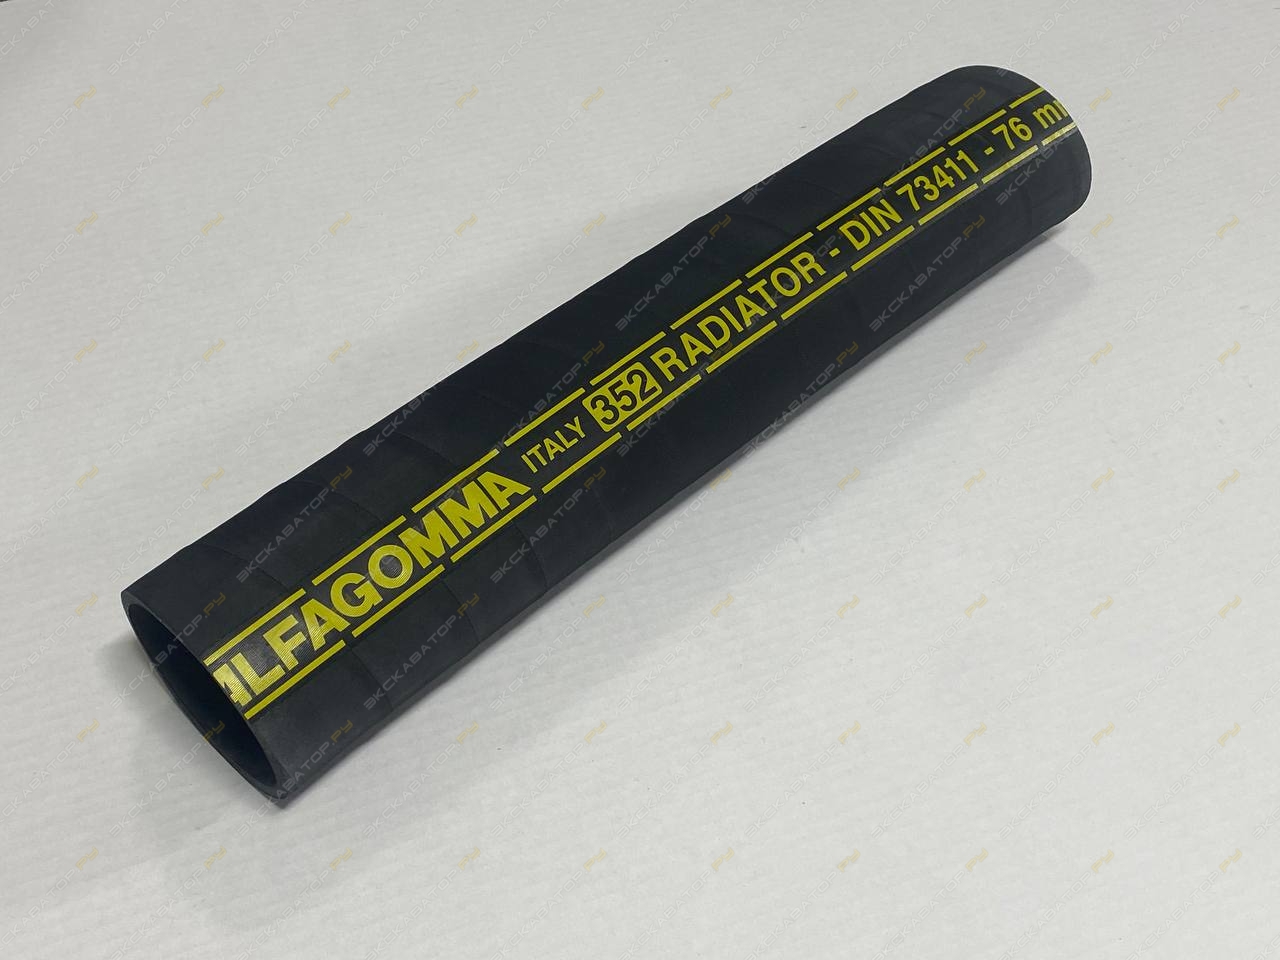 ALFAGOMMA ITALY 352 RADIATOR - DIN 73411 - 76 mm
ЭКСКАВАТОР.РУ